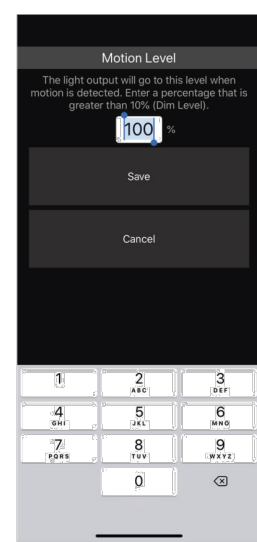 Motion Level
The light output will go to this level when
motion is detected. Enter a percentage that is
greater than 10% (Dim Level).
100 %
Save
Cancel
1 2 3
ABC DEF
4 5 6
GHI JKL MNO
7 8 9
PQRS TUV WXYZ
0